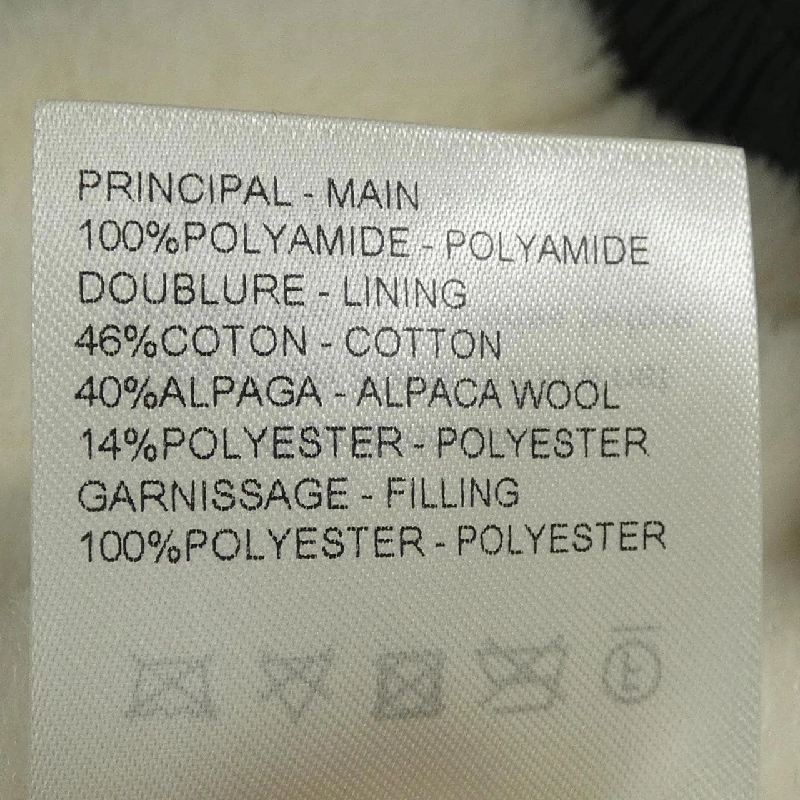 PRINCIPAL - MAIN
100%POLYAMIDE - POLYAMIDE
DOUBLURE - LINING
46%COTON - COTTON
40%ALPAGA - ALPACA WOOL
14%POLYESTER - POLYESTER
GARNISSAGE - FILLING
100%POLYESTER - POLYESTER